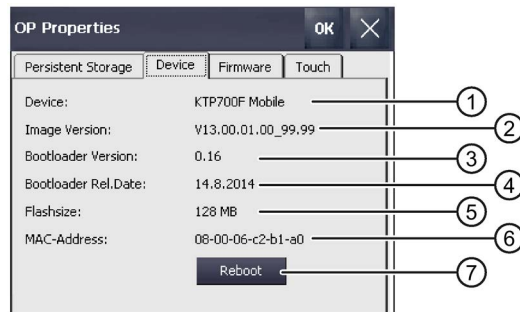 OP Properties OK
Persistent Storage Device Firmware Touch
Device: KTP700F Mobile 1
Image Version: V13.00.01.00_99.99 2
Bootloader Version: 0.16 3
Bootloader Rel.Date: 14.8.2014 4
Flashsize: 128 MB 5
MAC-Address: 08-00-06-c2-b1-a0 6
Reboot 7